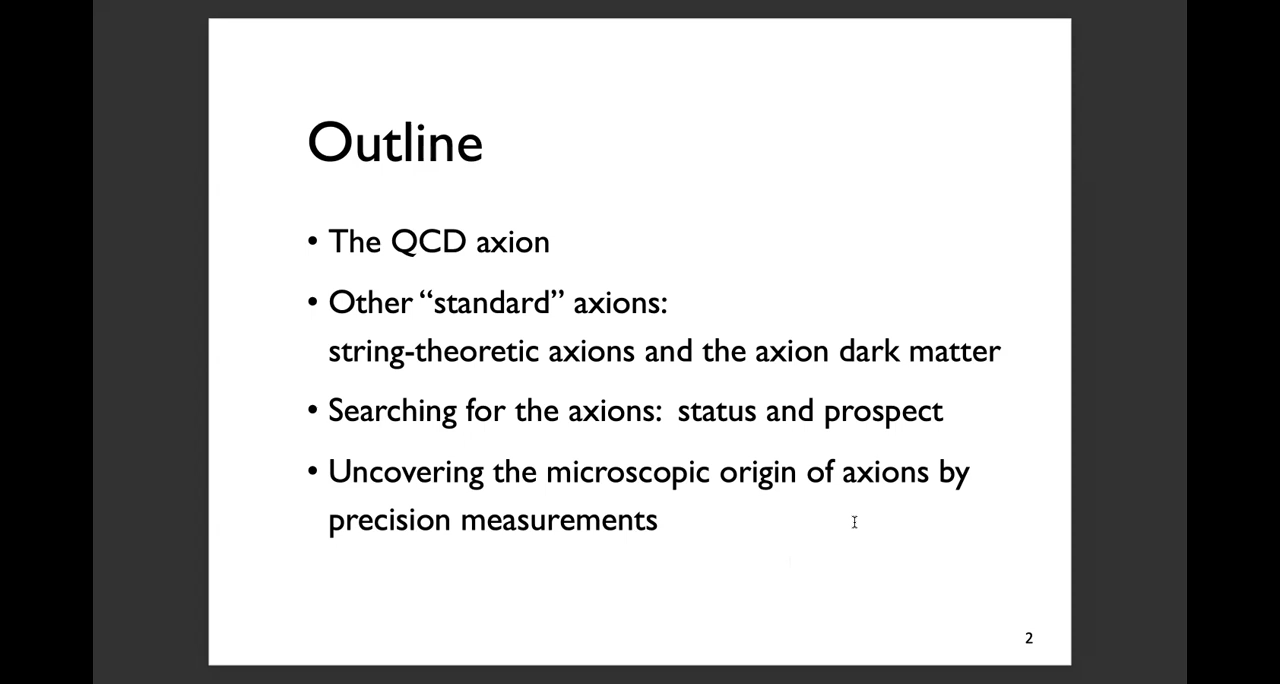 Outline
• The QCD axion
• Other “standard” axions:
string-theoretic axions and the axion dark matter
• Searching for the axions:  status and prospect
• Uncovering the microscopic origin of axions by
precision measurements
2